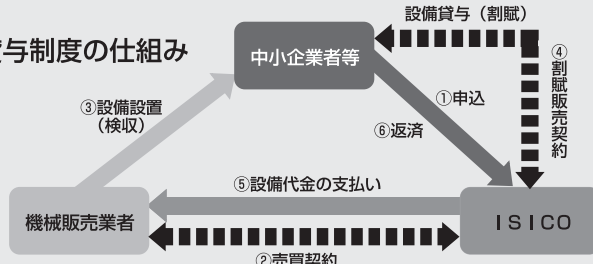 設備貸与（割賦）
与制度の仕組み
中小企業者等
④割賦販売契約
③設備設置
（検収）
①申込
⑥返済
⑤設備代金の支払い
機械販売業者
ＩＳＩＣＯ
②売買契約